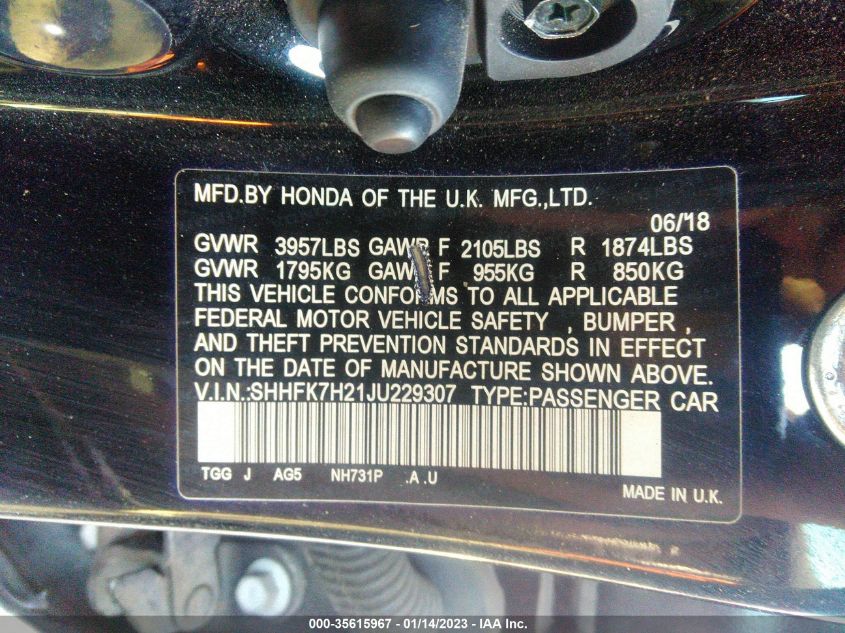 MFD.BY HONDA OF THE U.K. MFG.,LTD.
06/18
GVWR 3957LBS GAWR F 2105LBS R 1874LBS
GVWR 1795KG GAWR F 955KG R 850KG
THIS VEHICLE CONFORMS TO ALL APPLICABLE
FEDERAL MOTOR VEHICLE SAFETY , BUMPER ,
AND THEFT PREVENTION STANDARDS IN EFFECT
ON THE DATE OF MANUFACTURE SHOWN ABOVE.
V.I.N.:SHHFK7H21JU229307 TYPE:PASSENGER CAR
TGG J AG5 NH731P .A .U
MADE IN U.K.
000-35615967 - 01/14/2023 - IAA Inc.